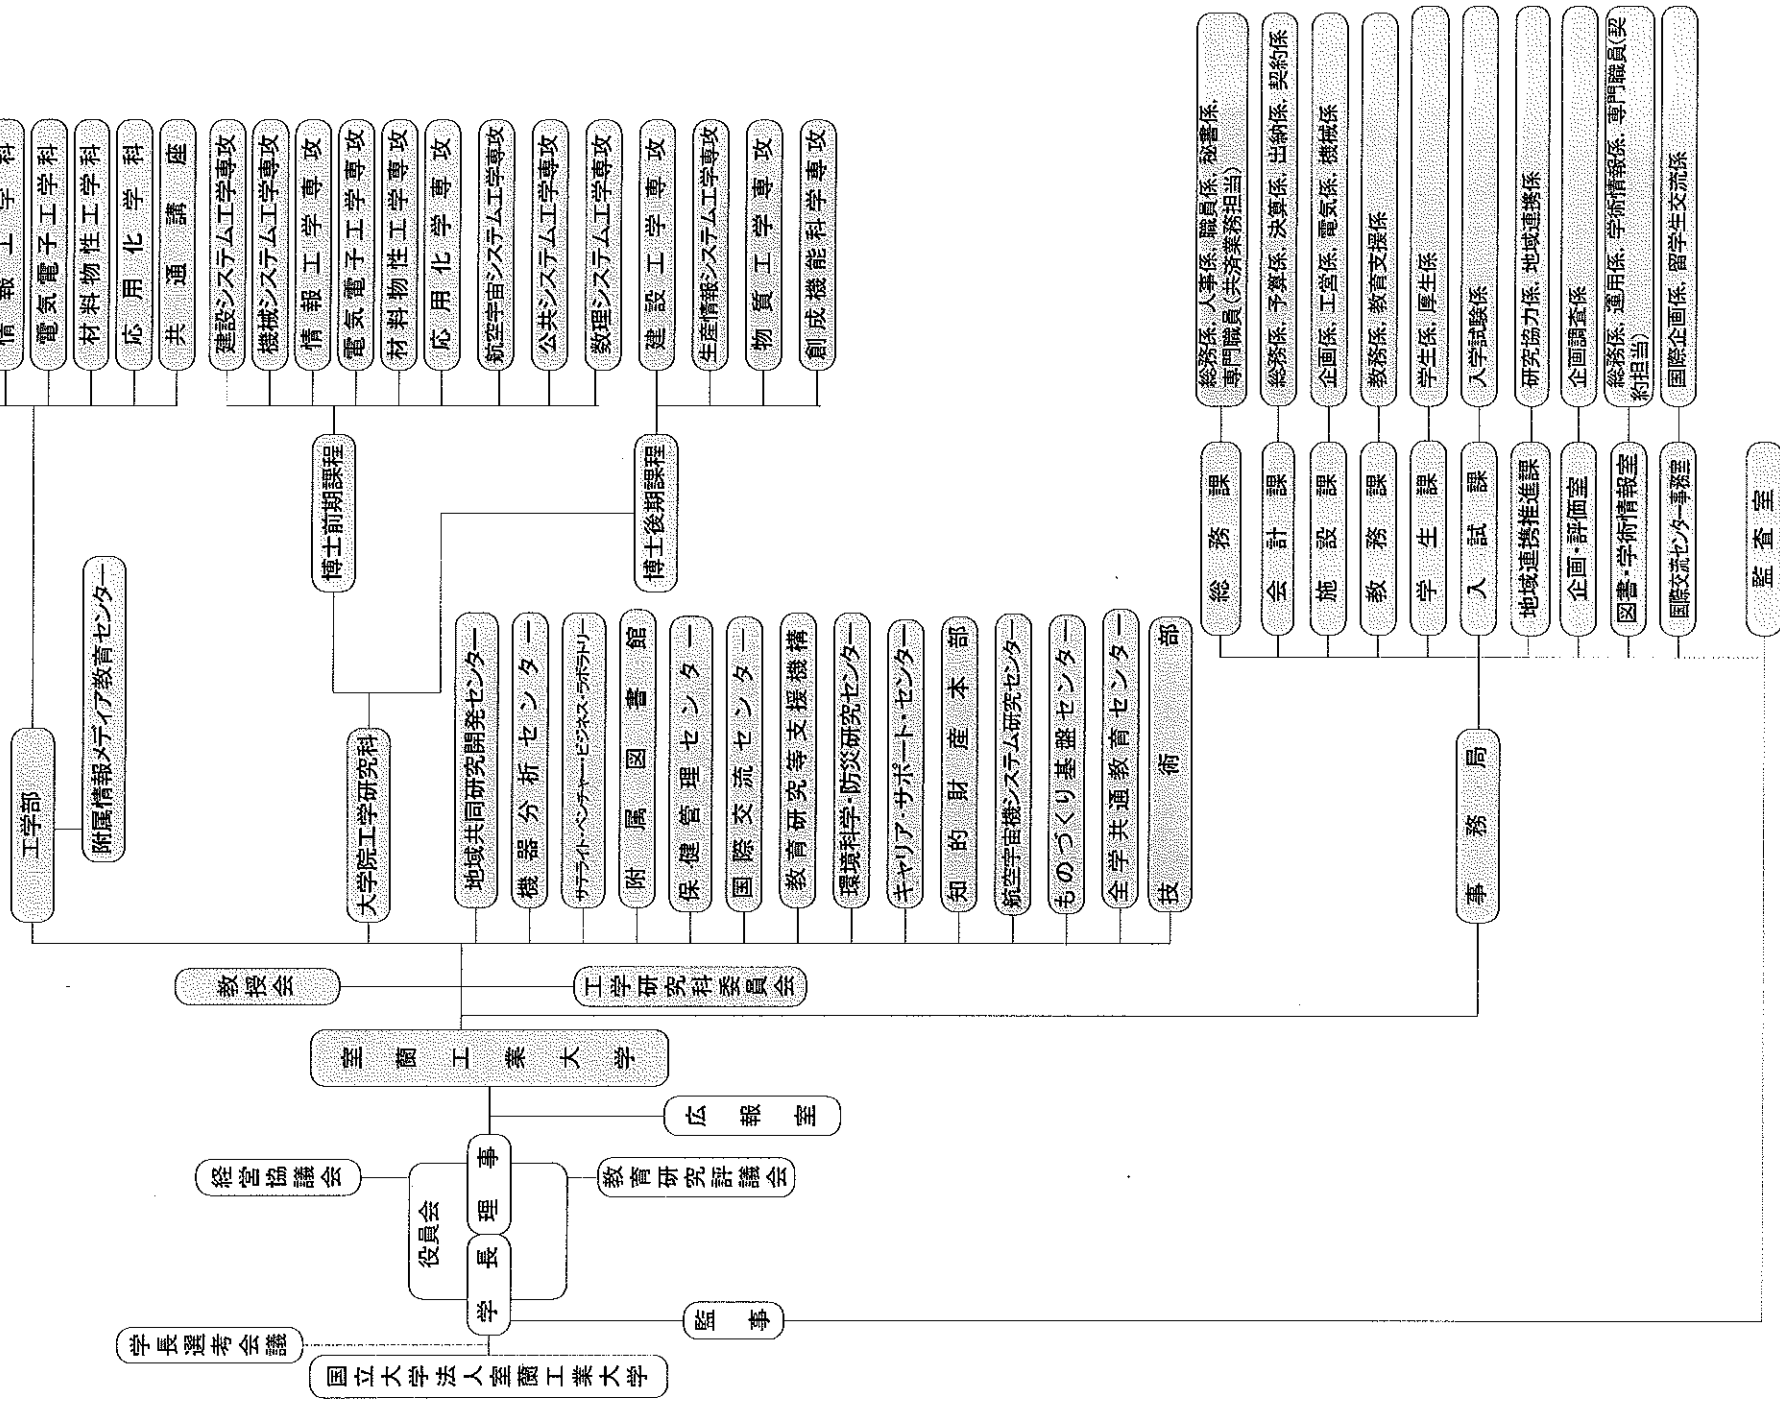 国立大学法人室蘭工業大学
学長選考会議
学長
理事
役員会
監事
経営協議会
教育研究評議会
広報室
室蘭工業大学
教授会
工学研究科委員会
工学部
附属情報メディア教育センター
情報工学科
電気電子工学科
材料物性工学科
応用化学科
共通講座
大学院工学研究科
博士前期課程
建設システム工学専攻
機械システム工学専攻
情報工学専攻
電気電子工学専攻
材料物性工学専攻
応用化学専攻
航空宇宙システム工学専攻
公共システム工学専攻
数理システム工学専攻
博士後期課程
建設工学専攻
生産情報システム工学専攻
物質工学専攻
創成機能科学専攻
地域共同研究開発センター
機器分析センター
サテライト・ベンチャー・ビジネス・ラボラトリー
附属図書館
保健管理センター
国際交流センター
教育研究等支援機構
環境科学・防災研究センター
キャリア・サポート・センター
知的財産本部
航空宇宙機システム研究センター
ものづくり基盤センター
全学共通教育センター
技術部
事務局
総務課
総務係, 人事係, 職員係, 秘書係,
専門職員(共済業務担当)
会計課
総務係, 予算係, 決算係, 出納係, 契約係
施設課
企画係, 工営係, 電気係, 機械係
教務課
教務係, 教育支援係
学生課
学生係, 厚生係
入試課
入学試験係
地域連携推進課
研究協力係, 地域連携係
企画・評価室
企画調査係
図書・学術情報室
総務係, 運用係, 学術情報係, 専門職員(契
約担当)
国際交流センター事務室
国際企画係, 留学生交流係
監査室